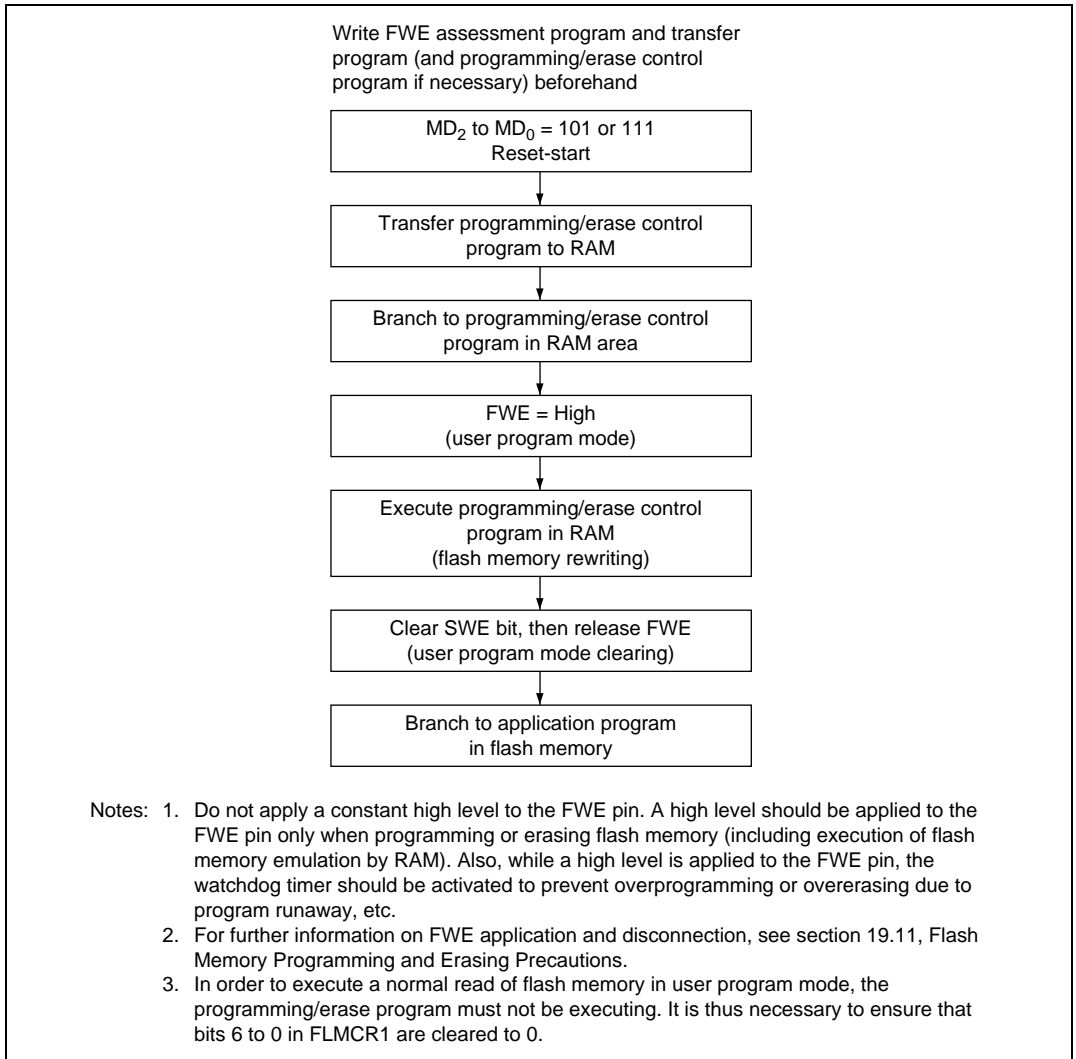 Write FWE assessment program and transfer
program (and programming/erase control
program if necessary) beforehand
MD₂ to MD₀ = 101 or 111
Reset-start
Transfer programming/erase control
program to RAM
Branch to programming/erase control
program in RAM area
FWE = High
(user program mode)
Execute programming/erase control
program in RAM
(flash memory rewriting)
Clear SWE bit, then release FWE
(user program mode clearing)
Branch to application program
in flash memory
Notes: 1. Do not apply a constant high level to the FWE pin. A high level should be applied to the
FWE pin only when programming or erasing flash memory (including execution of flash
memory emulation by RAM). Also, while a high level is applied to the FWE pin, the
watchdog timer should be activated to prevent overprogramming or overerasing due to
program runaway, etc.
2. For further information on FWE application and disconnection, see section 19.11, Flash
Memory Programming and Erasing Precautions.
3. In order to execute a normal read of flash memory in user program mode, the
programming/erase program must not be executing. It is thus necessary to ensure that
bits 6 to 0 in FLMCR1 are cleared to 0.